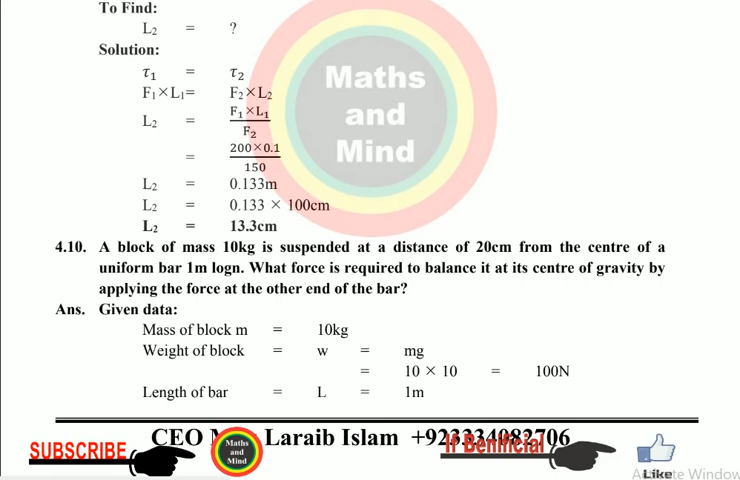 To Find:
L₂ = ?
Solution:
τ₁ = τ₂
F₁×L₁= F₂×L₂
L₂ = F₁×L₁ / F₂
= 200×0.1 / 150
L₂ = 0.133m
L₂ = 0.133 × 100cm
L₂ = 13.3cm
Maths
and
Mind
4.10. A block of mass 10kg is suspended at a distance of 20cm from the centre of a
uniform bar 1m logn. What force is required to balance it at its centre of gravity by
applying the force at the other end of the bar?
Ans. Given data:
Mass of block m = 10kg
Weight of block = w = mg
= 10 × 10 = 100N
Length of bar = L = 1m
CEO Laraib Islam +923234082706
SUBSCRIBE
Maths
and
Mind
If Benificial
Like